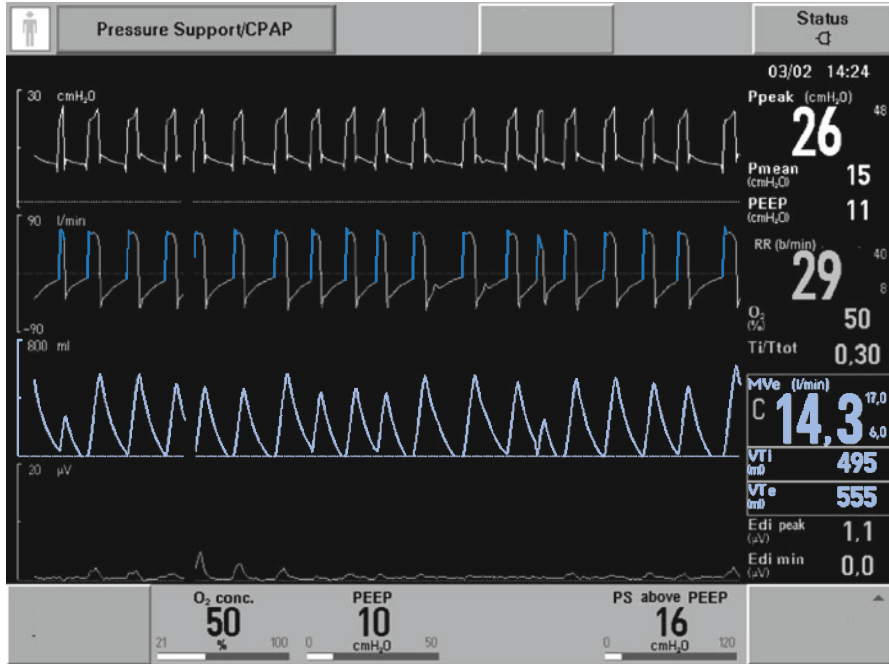 Pressure Support/CPAP
Status
03/02 14:24
30 cmH₂O
Ppeak (cmH₂O)
48
26
Pmean
(cmH₂O)
15
PEEP
(cmH₂O)
11
90 l/min
RR (b/min)
40
29
8
O₂
(%)
50
-90
800 ml
Ti/Ttot
0,30
MVe (l/min)
C 14,3
17,0
6,0
VTi
(ml)
495
20 µV
VTe
(ml)
555
Edi peak
(µV)
1,1
Edi min
(µV)
0,0
O₂ conc.
50
21 % 100
PEEP
10
0 cmH₂O 50
PS above PEEP
16
0 cmH₂O 120